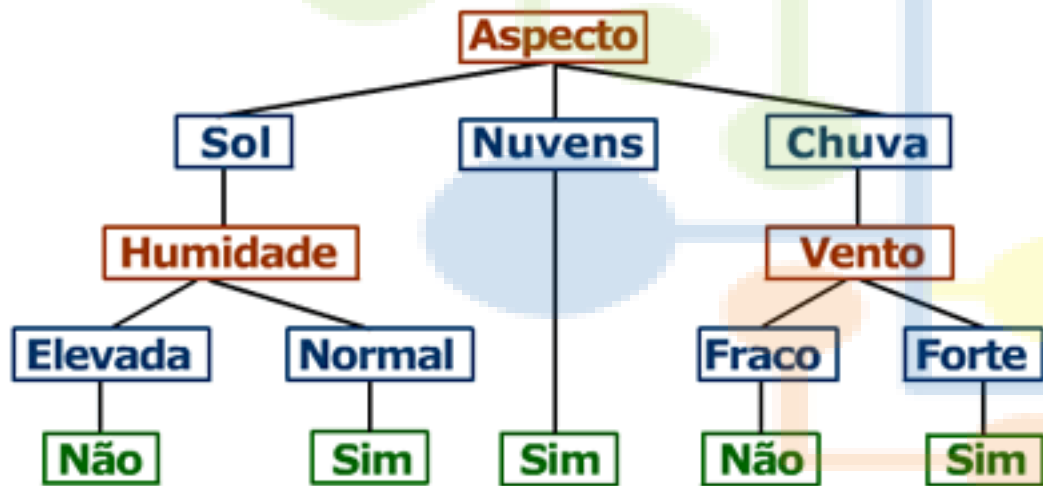 Aspecto
Sol Nuvens Chuva
Humidade Vento
Elevada Normal Fraco Forte
Não Sim Sim Não Sim